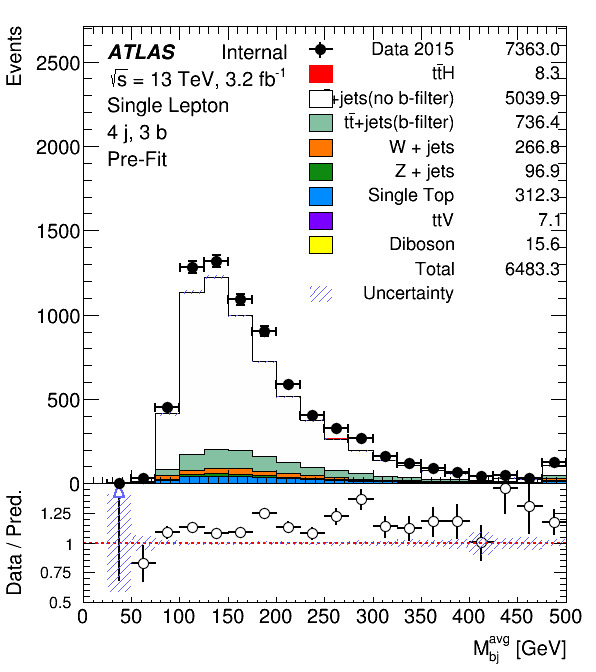 Events
ATLAS Internal
√s = 13 TeV, 3.2 fb-1
Single Lepton
4 j, 3 b
Pre-Fit
Data 2015 7363.0
tt̄H 8.3
+jets(no b-filter) 5039.9
tt̄+jets(b-filter) 736.4
W + jets 266.8
Z + jets 96.9
Single Top 312.3
ttV 7.1
Diboson 15.6
Total 6483.3
Uncertainty
2500
2000
1500
1000
500
0
Data / Pred.
1.25
1
0.75
0.5
0 50 100 150 200 250 300 350 400 450 500
M_bj^avg [GeV]